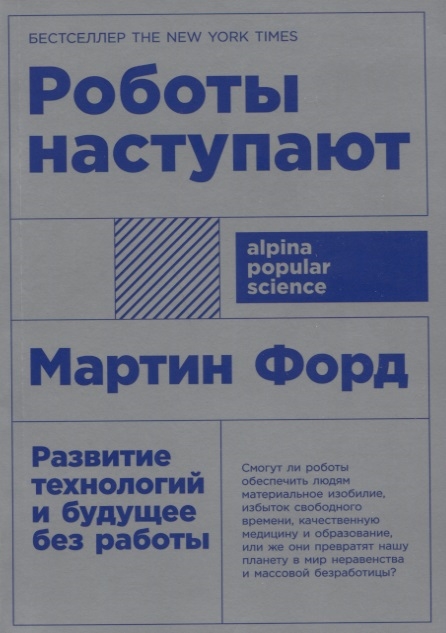 БЕСТСЕЛЛЕР THE NEW YORK TIMES
Роботы
наступают
alpina
popular
science
Мартин Форд
Развитие
технологий
и будущее
без работы
Смогут ли роботы
обеспечить людям
материальное изобилие,
избыток свободного
времени, качественную
медицину и образование,
или же они превратят нашу
планету в мир неравенства
и массовой безработицы?